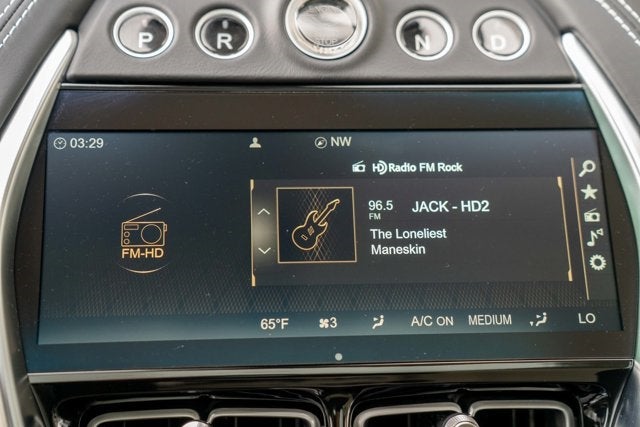 P R N D
STOP
03:29 NW
HD Radio FM Rock
96.5 JACK - HD2
FM
The Loneliest
Maneskin
FM-HD
65°F 3 A/C ON MEDIUM LO